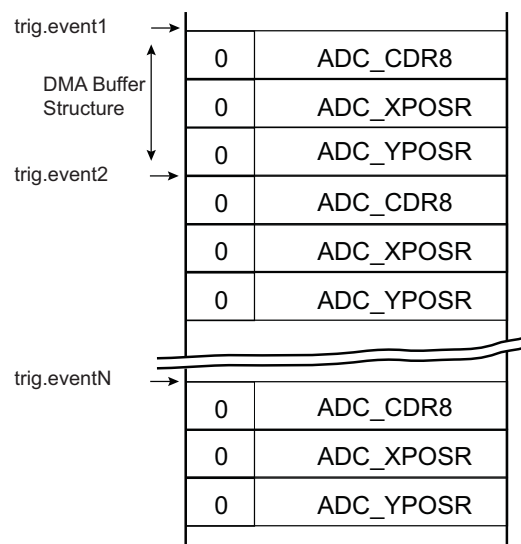 trig.event1
0 ADC_CDR8
DMA Buffer
Structure
0 ADC_XPOSR
0 ADC_YPOSR
trig.event2
0 ADC_CDR8
0 ADC_XPOSR
0 ADC_YPOSR
trig.eventN
0 ADC_CDR8
0 ADC_XPOSR
0 ADC_YPOSR